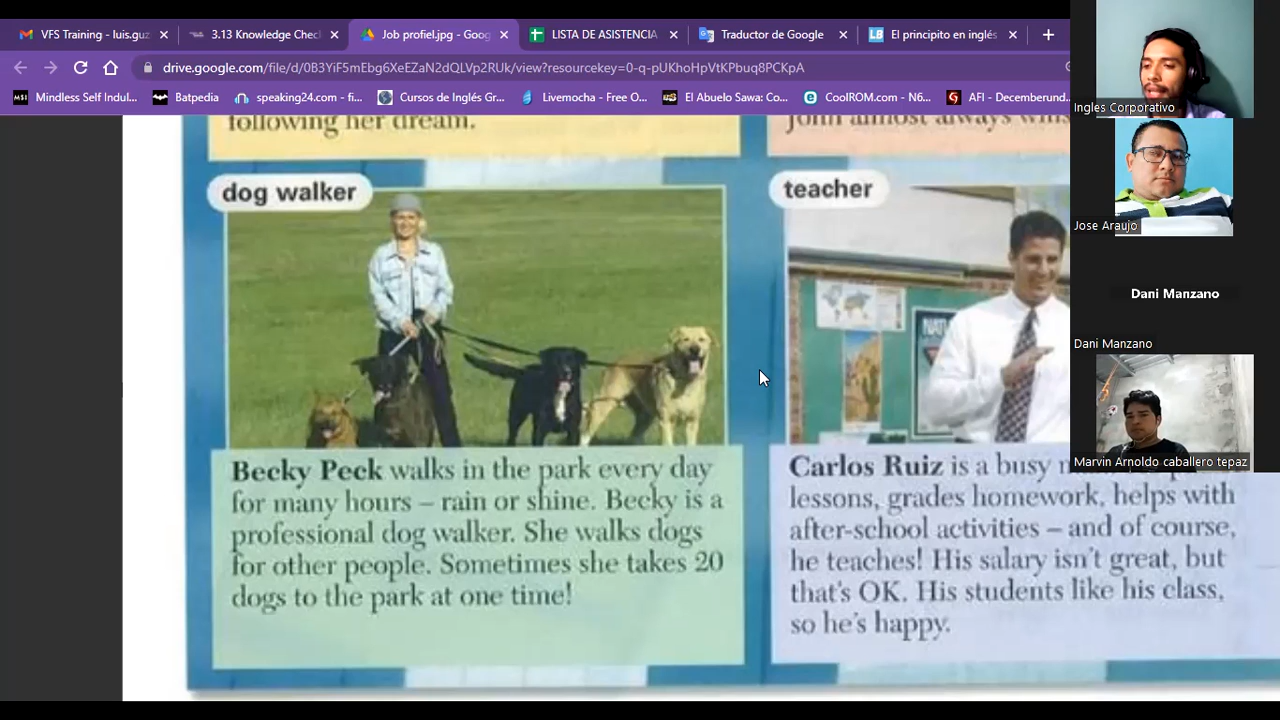 VFS Training - luis.guz
3.13 Knowledge Chec
Job profiel.jpg - Goog
LISTA DE ASISTENCIA
Traductor de Google
El principito en inglés
drive.google.com/file/d/0B3YiF5mEbg6XeEZaN2dQlVp2RUk/view?resourcekey=0-q-pUKhoHpVtKPbuq8PCKpA
Mindless Self Indul...
Batpedia
speaking24.com - fi...
Cursos de Inglés Gr...
Livemocha - Free O...
El Abuelo Sawa: Co...
CoolROM.com - N6...
AFI - Decemberund.
Ingles Corporativo
Jose Araujo
Dani Manzano
Dani Manzano
Marvin Arnoldo caballero tepaz
following her dream.
dog walker
Becky Peck walks in the park every day
for many hours – rain or shine. Becky is a
professional dog walker. She walks dogs
for other people. Sometimes she takes 20
dogs to the park at one time!
John almost always wins
teacher
Carlos Ruiz is a busy
lessons, grades homework, helps with
after-school activities – and of course,
he teaches! His salary isn't great, but
that's OK. His students like his class,
so he's happy.